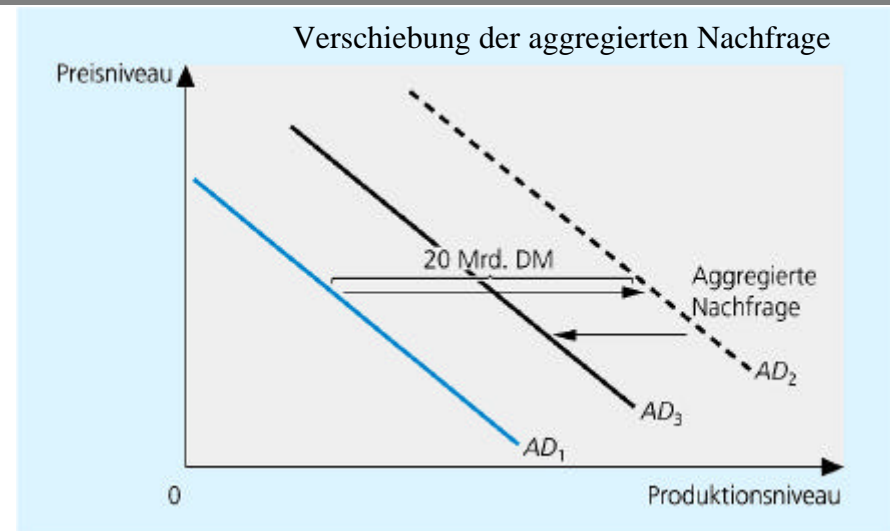 Verschiebung der aggregierten Nachfrage
Preisniveau
20 Mrd. DM
Aggregierte
Nachfrage
AD₂
AD₃
AD₁
0
Produktionsniveau